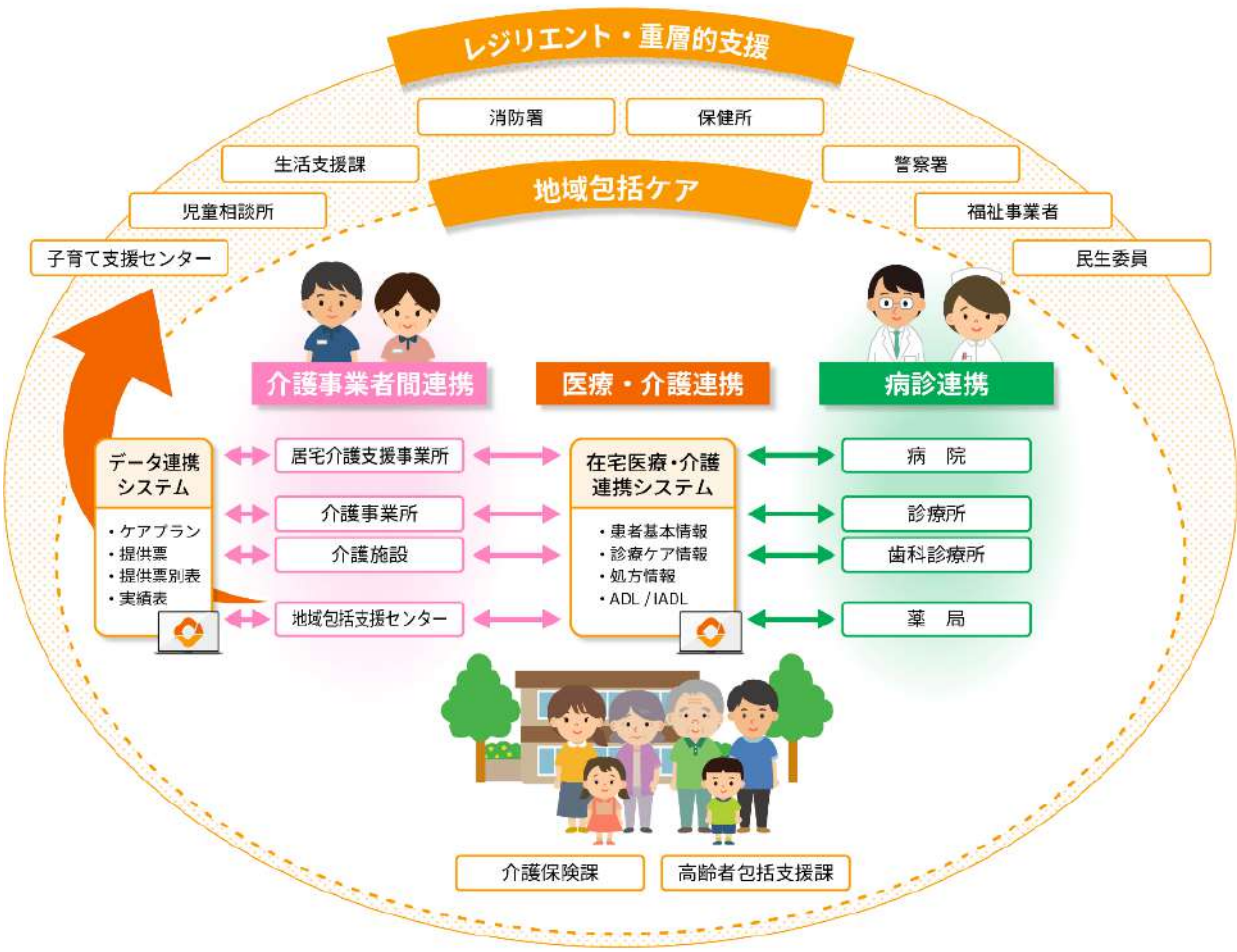 レジリエント・重層的支援
消防署
保健所
生活支援課
警察署
地域包括ケア
児童相談所
福祉事業者
子育て支援センター
民生委員
介護事業者間連携
医療・介護連携
病診連携
データ連携
システム
・ケアプラン
・提供票
・提供票別表
・実績表
居宅介護支援事業所
介護事業所
介護施設
地域包括支援センター
在宅医療・介護
連携システム
・患者基本情報
・診療ケア情報
・処方情報
・ADL / IADL
病　院
診療所
歯科診療所
薬　局
介護保険課
高齢者包括支援課